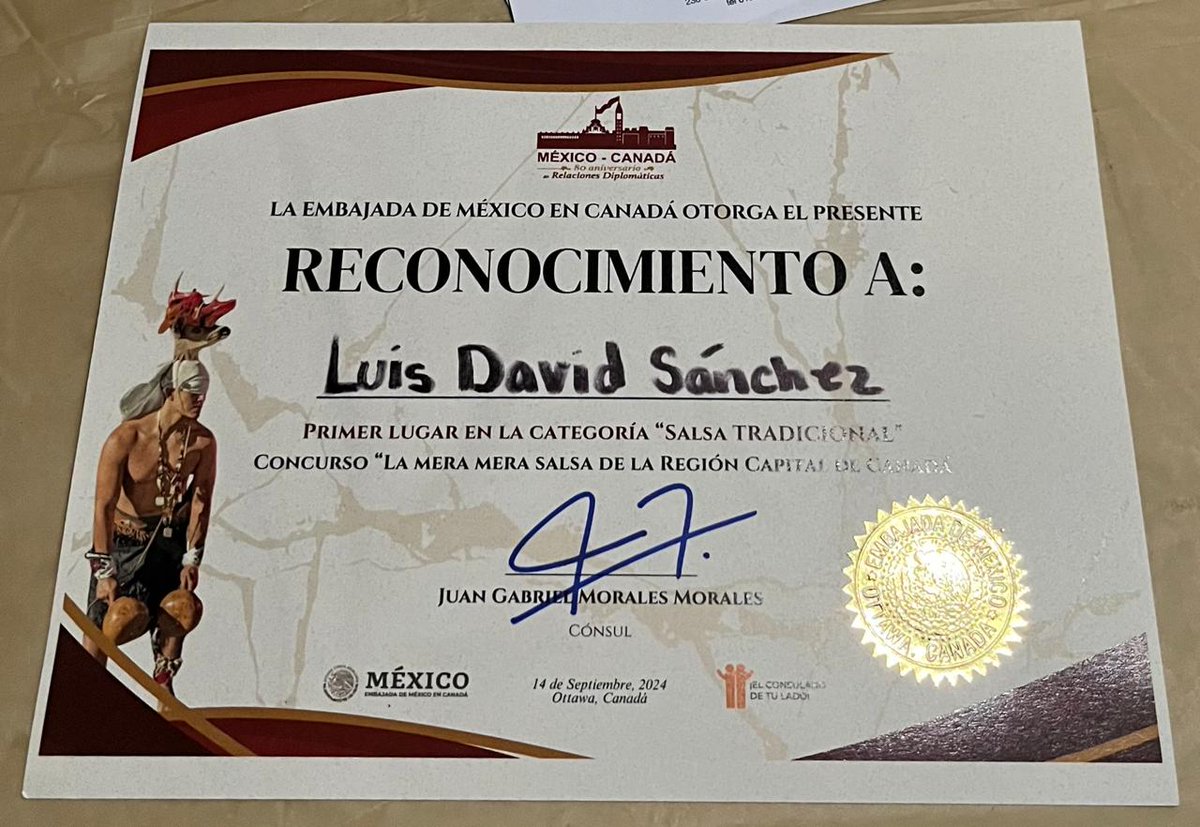 MÉXICO - CANADÁ
80 aniversario
de Relaciones Diplomáticas
LA EMBAJADA DE MÉXICO EN CANADÁ OTORGA EL PRESENTE
RECONOCIMIENTO A:
Luis David Sánchez
PRIMER LUGAR EN LA CATEGORÍA “SALSA TRADICIONAL”
CONCURSO “LA MERA MERA SALSA DE LA REGIÓN CAPITAL DE CANADÁ
JUAN GABRIEL MORALES MORALES
CÓNSUL
MÉXICO
EMBAJADA DE MÉXICO EN CANADÁ
14 de Septiembre, 2024
Ottawa, Canadá
¡EL CONSULADO
DE TU LADO!
EMBAJADA DE MEXICO
OTTAWA, CANADA